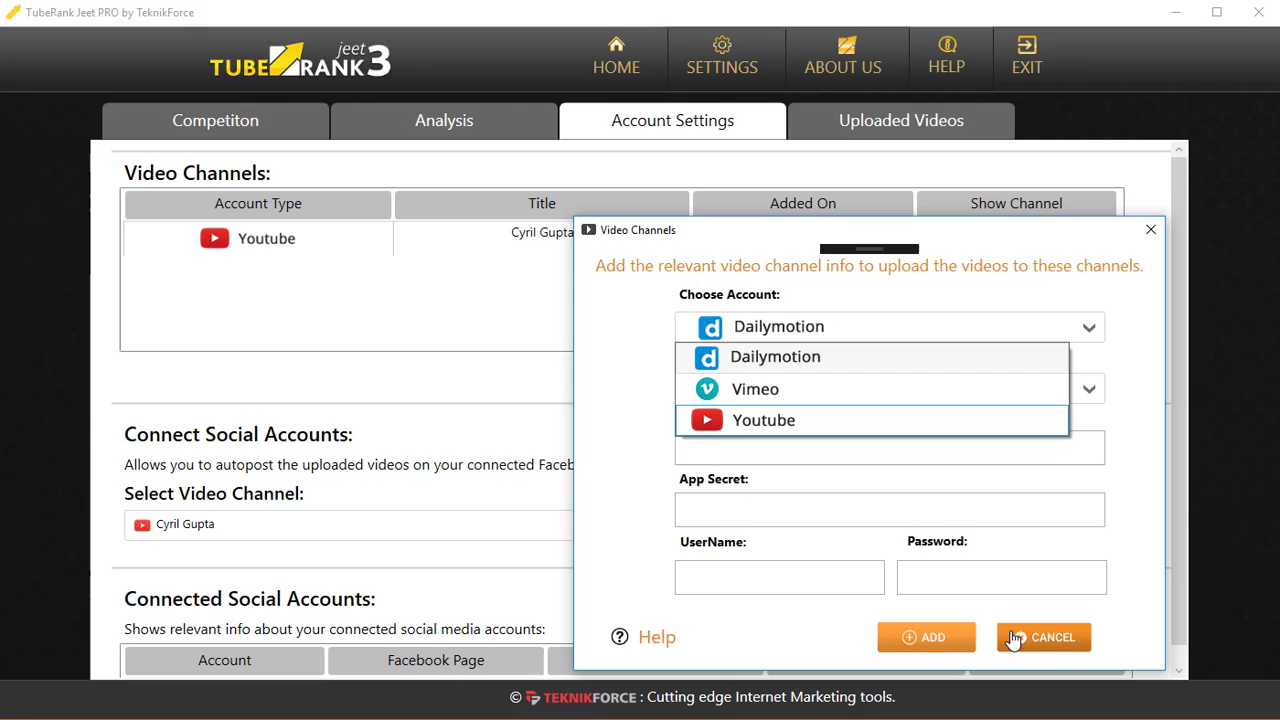 TubeRank Jeet PRO by TeknikForce
TUBE RANK jeet 3
HOME
SETTINGS
ABOUT US
HELP
EXIT
Competiton
Analysis
Account Settings
Uploaded Videos
Video Channels:
Account Type
Title
Added On
Show Channel
Youtube
Cyril Gupta
Video Channels
Add the relevant video channel info to upload the videos to these channels.
Choose Account:
Dailymotion
Dailymotion
Vimeo
Youtube
App Secret:
UserName:
Password:
Help
ADD
CANCEL
Connect Social Accounts:
Allows you to autopost the uploaded videos on your connected Faceb
Select Video Channel:
Cyril Gupta
Connected Social Accounts:
Shows relevant info about your connected social media accounts:
Account
Facebook Page
© TEKNIKFORCE : Cutting edge Internet Marketing tools.